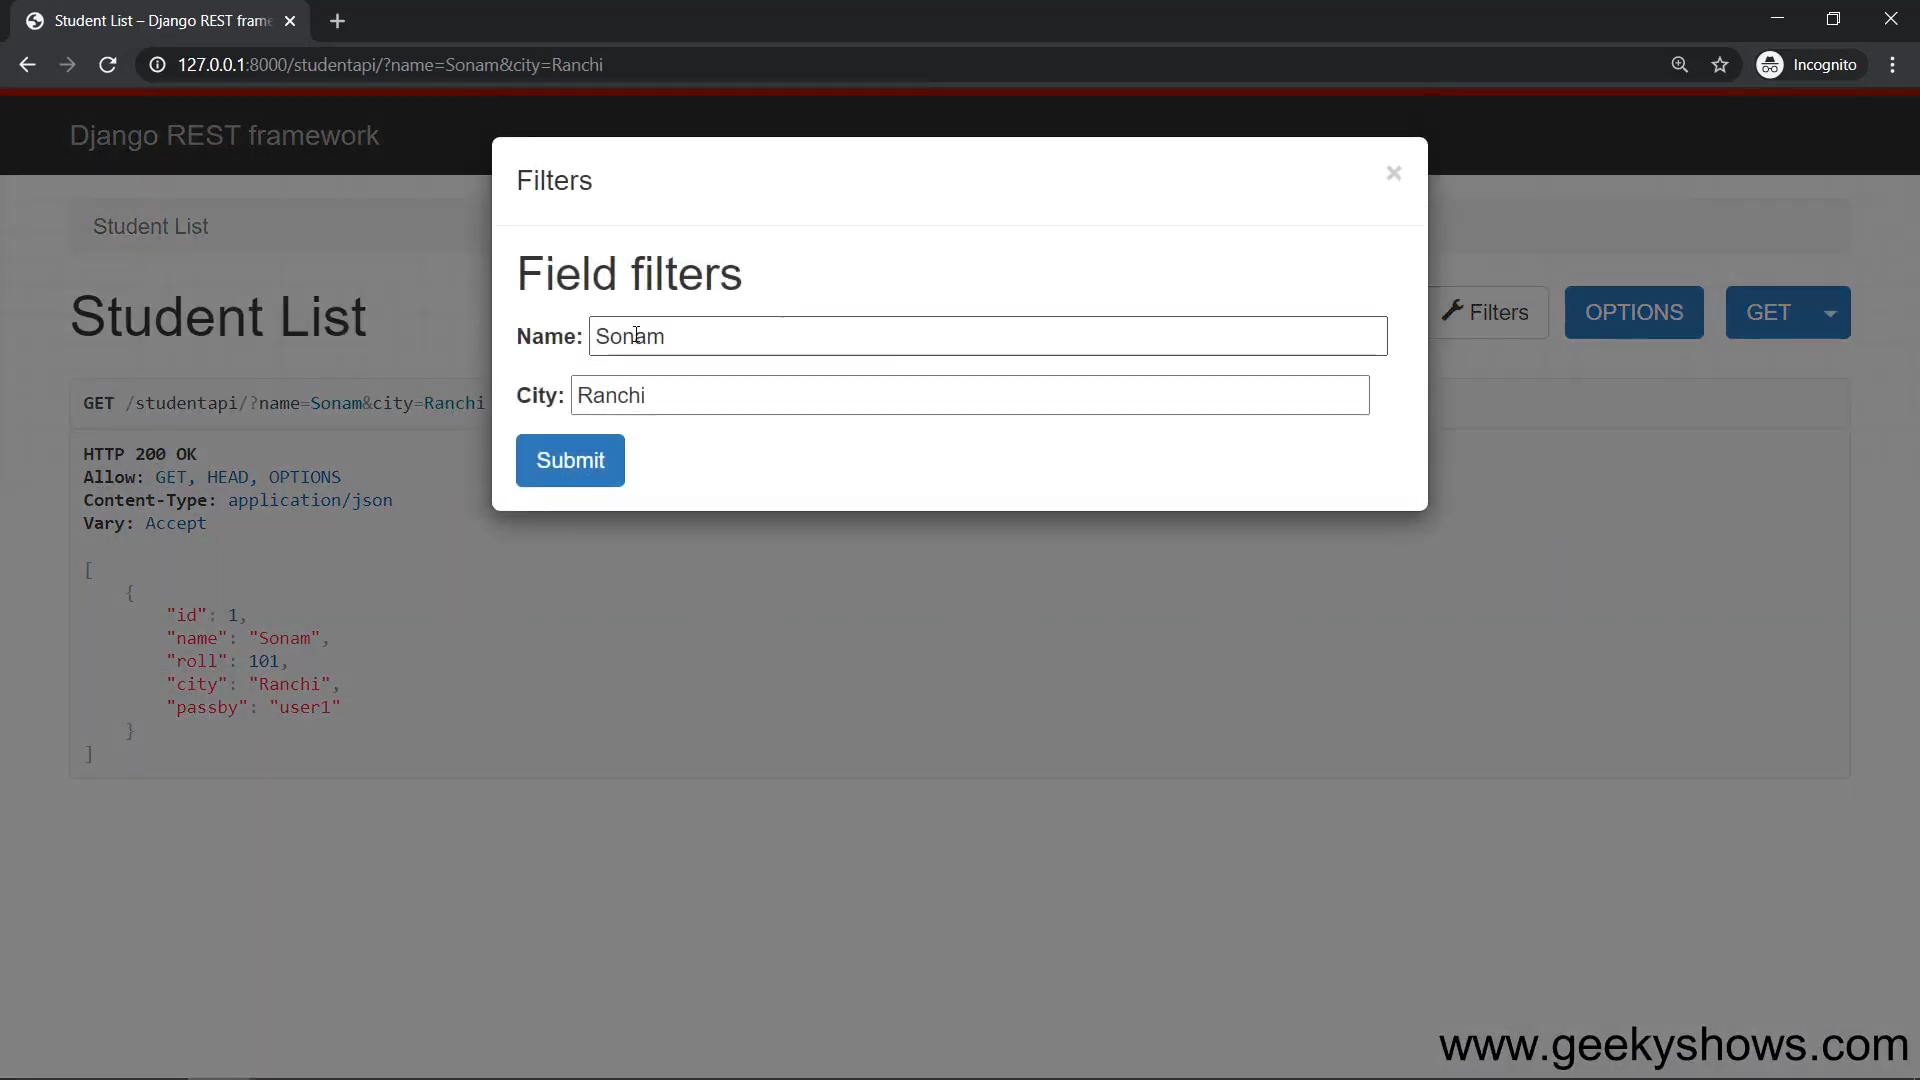 Student List – Django REST frame
127.0.0.1:8000/studentapi/?name=Sonam&city=Ranchi
Incognito
Django REST framework
Filters
×
Student List
Field filters
Student List
Filters
OPTIONS
GET
Name: Sonam
City: Ranchi
GET /studentapi/?name=Sonam&city=Ranchi
Submit
HTTP 200 OK
Allow: GET, HEAD, OPTIONS
Content-Type: application/json
Vary: Accept
[
{
"id": 1,
"name": "Sonam",
"roll": 101,
"city": "Ranchi",
"passby": "user1"
}
]
www.geekyshows.com